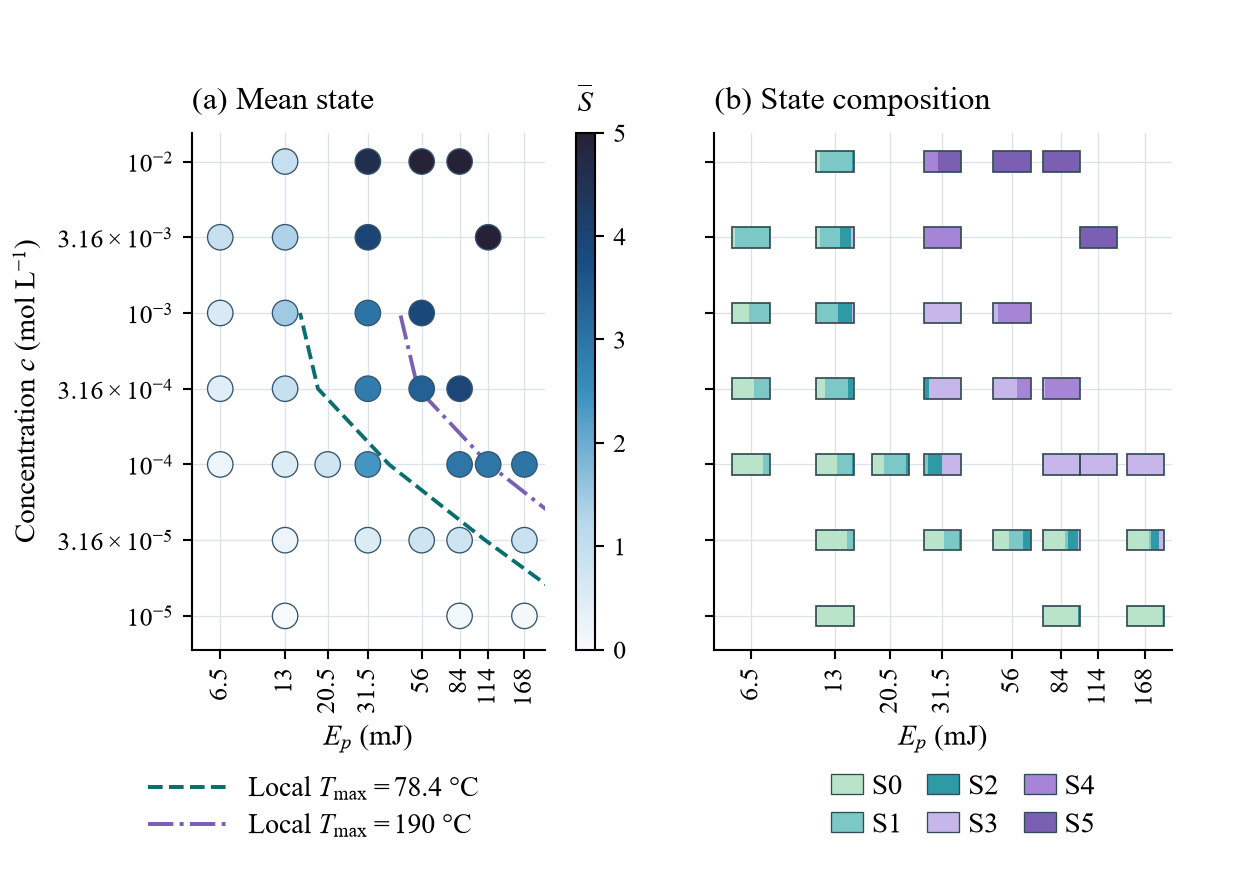 (a) Mean state
S̅
(b) State composition
10⁻²
3.16 × 10⁻³
10⁻³
3.16 × 10⁻⁴
10⁻⁴
3.16 × 10⁻⁵
10⁻⁵
Concentration c (mol L⁻¹)
5
4
3
2
1
0
6.5 13 20.5 31.5 56 84 114 168
6.5 13 20.5 31.5 56 84 114 168
Eₚ (mJ)
Eₚ (mJ)
Local Tmax = 78.4 °C
Local Tmax = 190 °C
S0 S2 S4
S1 S3 S5